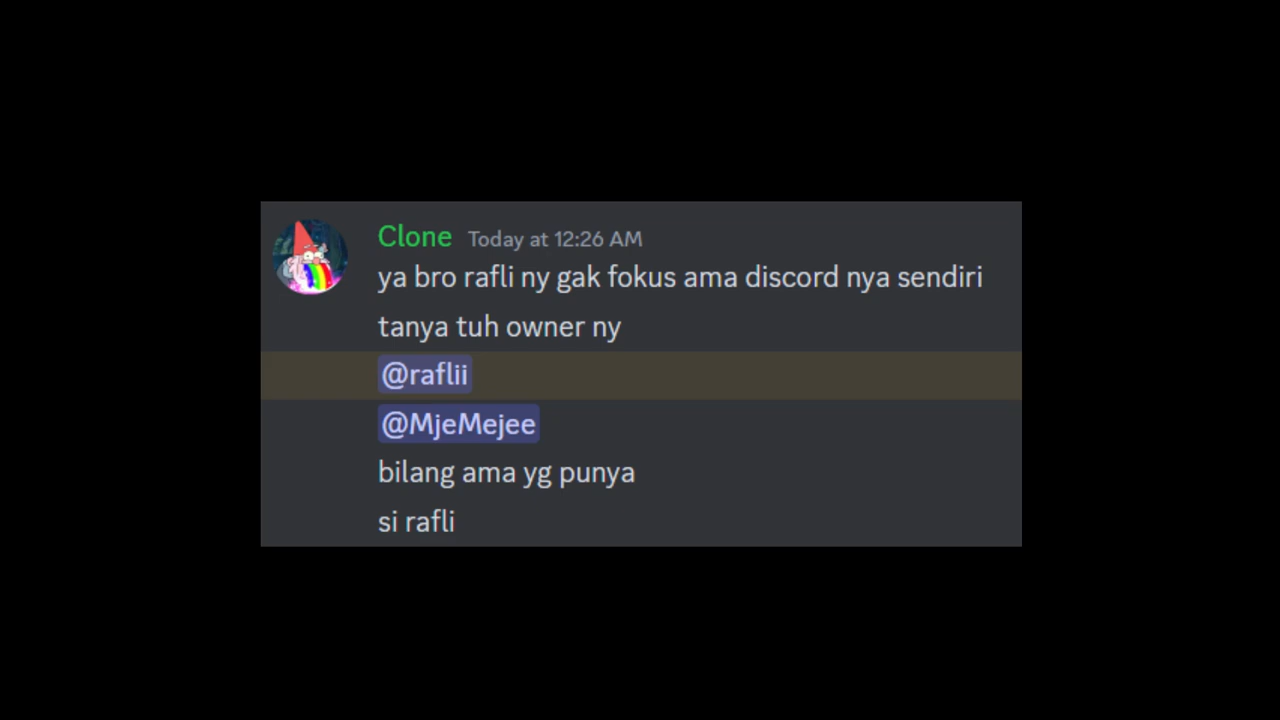 Clone Today at 12:26 AM
ya bro rafli ny gak fokus ama discord nya sendiri
tanya tuh owner ny
@raflii
@MjeMejee
bilang ama yg punya
si rafli